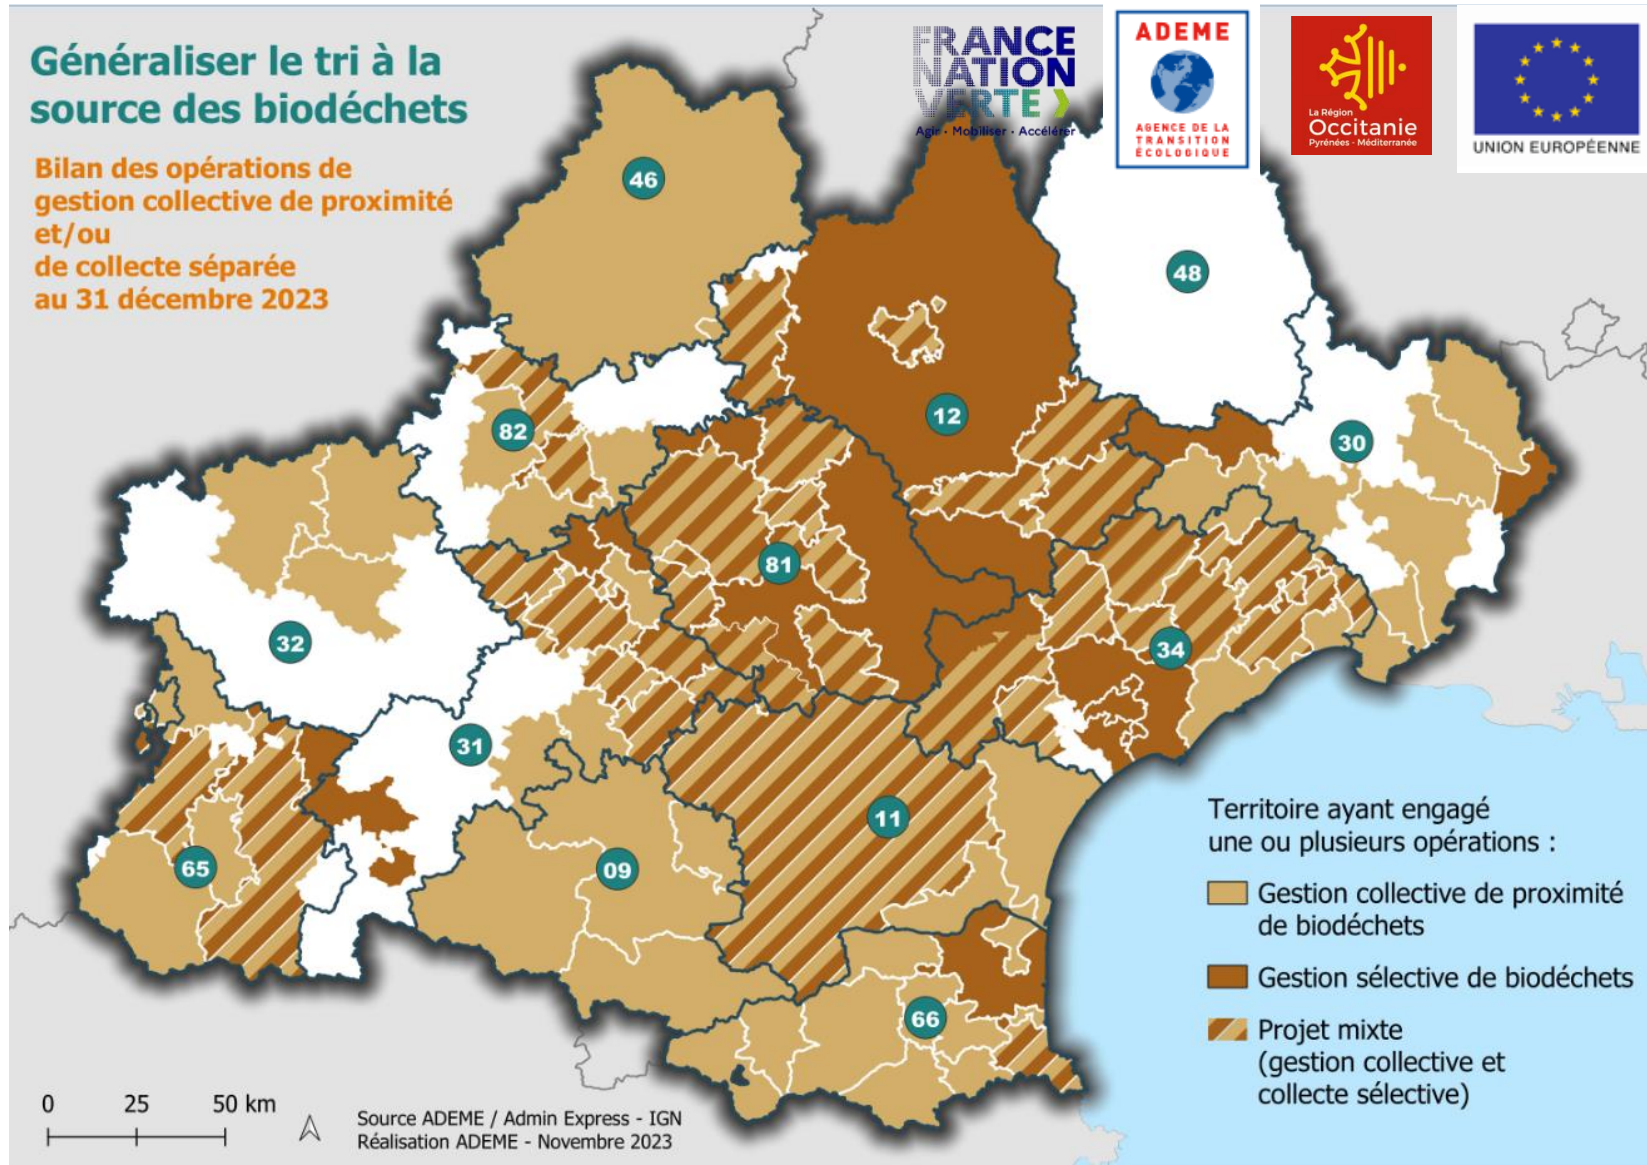 Généraliser le tri à la
source des biodéchets
Bilan des opérations de
gestion collective de proximité
et/ou
de collecte séparée
au 31 décembre 2023
FRANCE
NATION
VERTE
Agir · Mobiliser · Accélérer
ADEME
AGENCE DE LA
TRANSITION
ÉCOLOGIQUE
La Région
Occitanie
Pyrénées - Méditerranée
UNION EUROPÉENNE
46
48
12
82
30
81
32
34
31
11
65
09
66
Territoire ayant engagé
une ou plusieurs opérations :
Gestion collective de proximité
de biodéchets
Gestion sélective de biodéchets
Projet mixte
(gestion collective et
collecte sélective)
0 25 50 km
Source ADEME / Admin Express - IGN
Réalisation ADEME - Novembre 2023